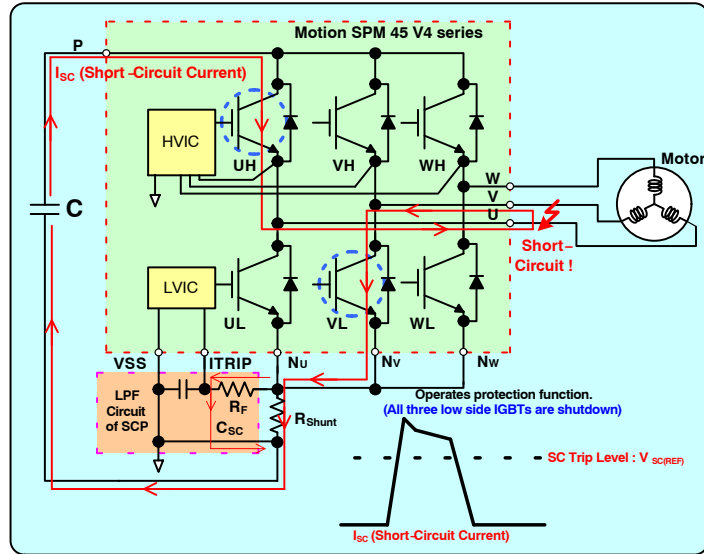 Motion SPM 45 V4 series
P
ISC (Short-Circuit Current)
HVIC
UH
VH
WH
Motor
W
V
U
C
Short-
Circuit !
LVIC
UL
VL
WL
VSS
ITRIP
NU
NV
NW
LPF
Circuit
of SCP
RF
CSC
RShunt
Operates protection function.
(All three low side IGBTs are shutdown)
SC Trip Level : VSC(REF)
ISC (Short-Circuit Current)